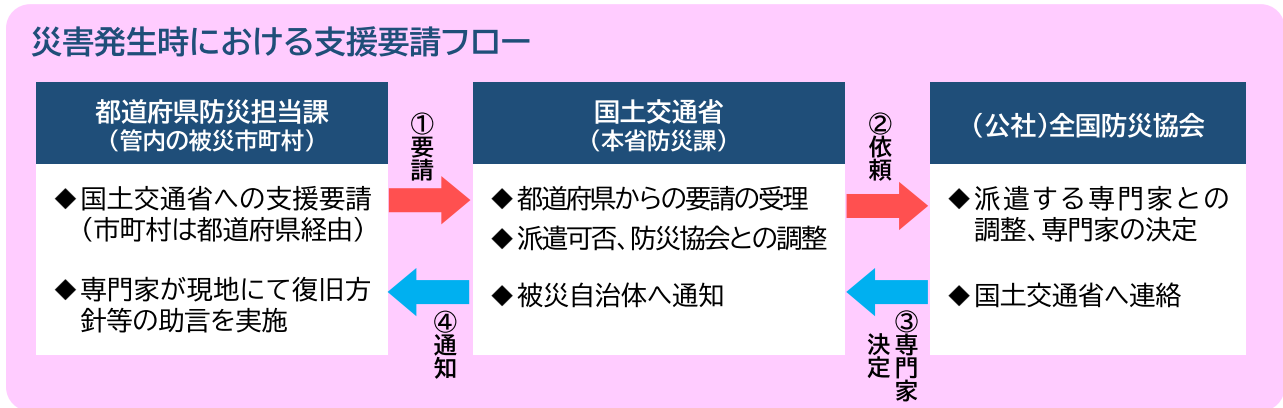 災害発生時における支援要請フロー
都道府県防災担当課
（管内の被災市町村）
◆国土交通省への支援要請
（市町村は都道府県経由）
◆専門家が現地にて復旧方
針等の助言を実施
①要請
国土交通省
（本省防災課）
◆都道府県からの要請の受理
◆派遣可否、防災協会との調整
◆被災自治体へ通知
②依頼
（公社）全国防災協会
◆派遣する専門家との
調整、専門家の決定
◆国土交通省へ連絡
③専門家
決定
④通知